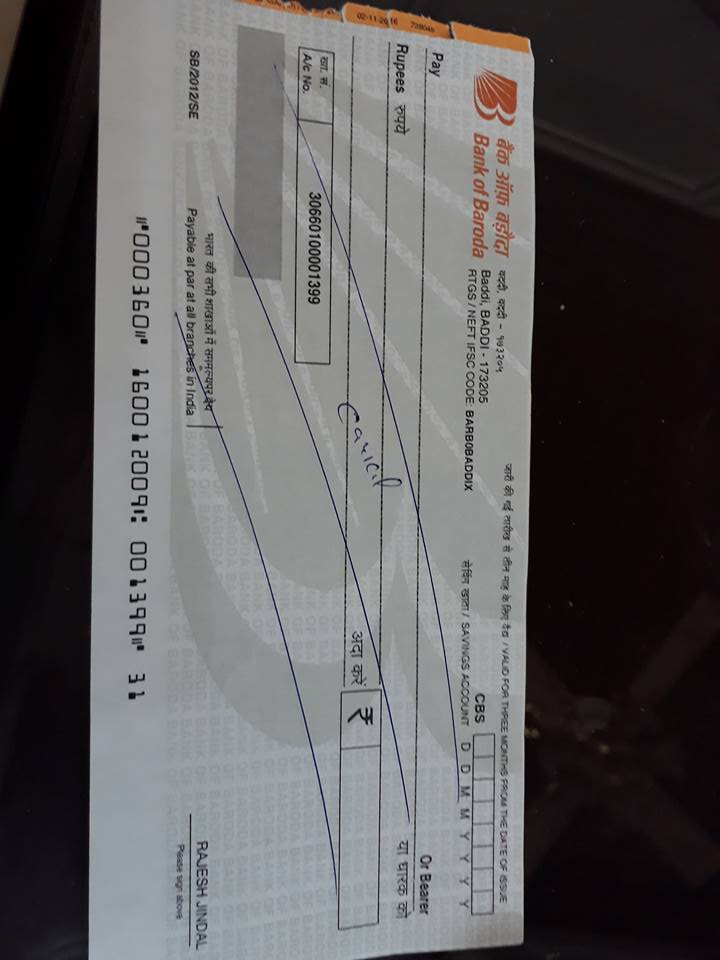 02-11-2016
जारी की गई तारीख से तीन माह के लिए वैध / VALID FOR THREE MONTHS FROM THE DATE OF ISSUE
बैंक ऑफ़ बड़ौदा
Bank of Baroda
बद्दी, बद्दी - १७३२०५
Baddi, BADDI - 173205
RTGS / NEFT IFSC CODE BARB0BADDIX
CBS
सेविंग खाता / SAVINGS ACCOUNT
D D M M Y Y Y Y
Pay
Or Bearer
या धारक को
Rupees रुपये
अदा करें
₹
cancel
खा. सं.
A/c No.
30660100001399
भारत की सभी शाखाओं में सममूल्यपर देय
SB/2012/SE
Payable at par at all branches in India
RAJESH JINDAL
Please sign above
⑈000360⑈ 160012009⑆ 001399⑈ 31